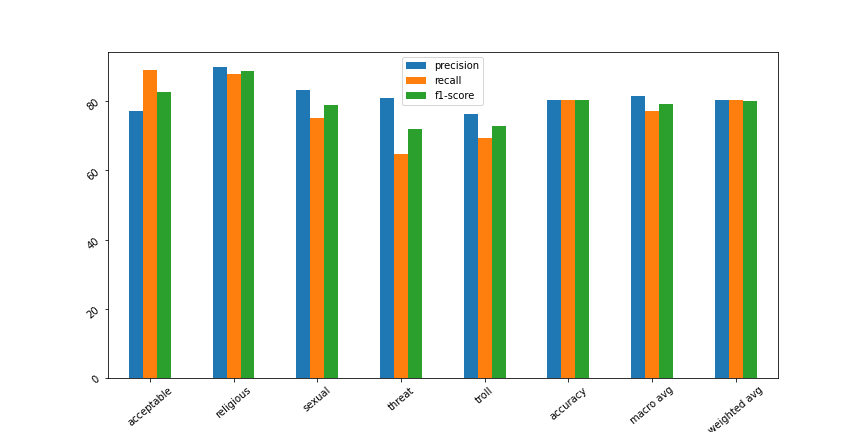 precision
recall
f1-score
80
60
40
20
0
acceptable
religious
sexual
threat
troll
accuracy
macro avg
weighted avg